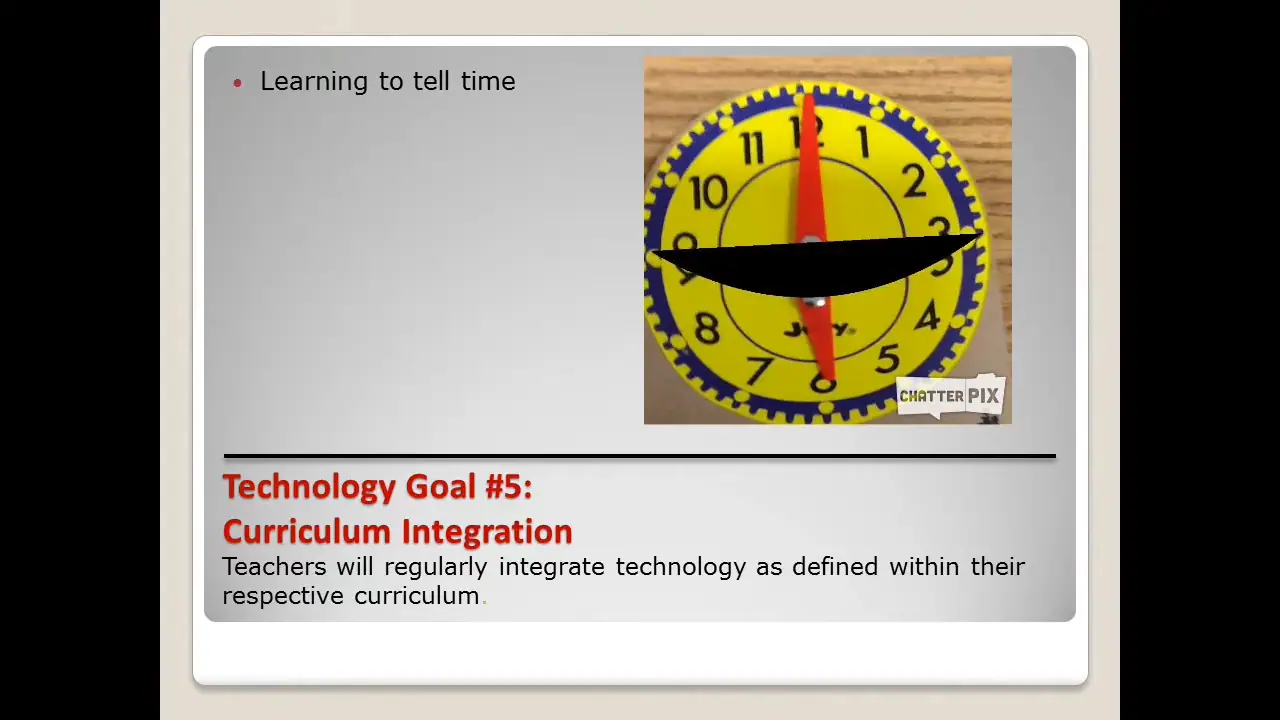 Learning to tell time
12
11
1
10
2
9
3
8
4
7
5
6
CHATTER PIX
Technology Goal #5:
Curriculum Integration
Teachers will regularly integrate technology as defined within their
respective curriculum.